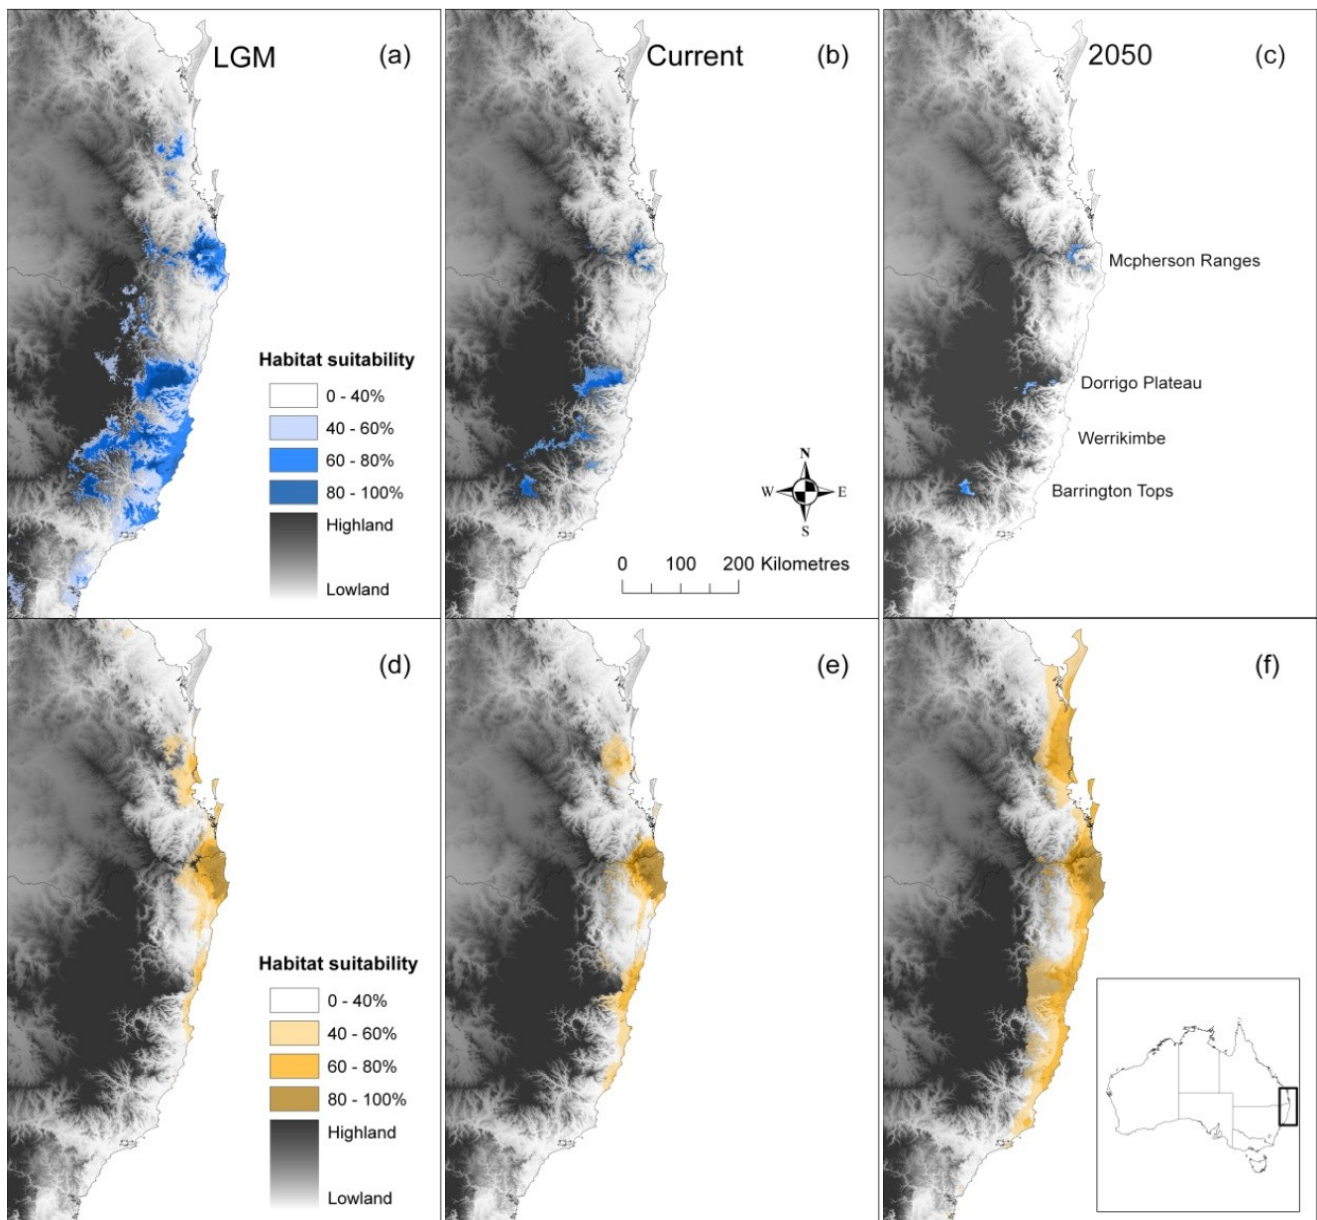 LGM
(a)
Current
(b)
2050
(c)
Mcpherson Ranges
Dorrigo Plateau
Werrikimbe
Barrington Tops
Habitat suitability
0 - 40%
40 - 60%
60 - 80%
80 - 100%
Highland
Lowland
N
W E
S
0 100 200 Kilometres
(d)
(e)
(f)
Habitat suitability
0 - 40%
40 - 60%
60 - 80%
80 - 100%
Highland
Lowland